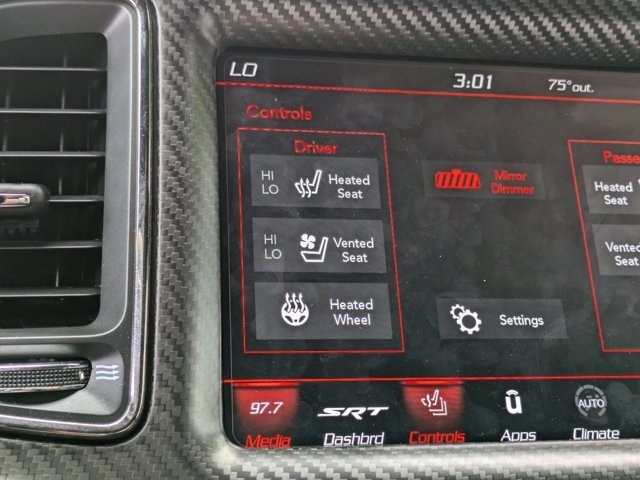 LO 3:01 75°out.
Controls
Driver
HI
LO
Heated
Seat
HI
LO
Vented
Seat
Heated
Wheel
Mirror
Dimmer
Settings
Passe
Heated
Seat
Vented
Seat
97.7
Media
SRT
Dashbrd
Controls
Apps
AUTO
Climate